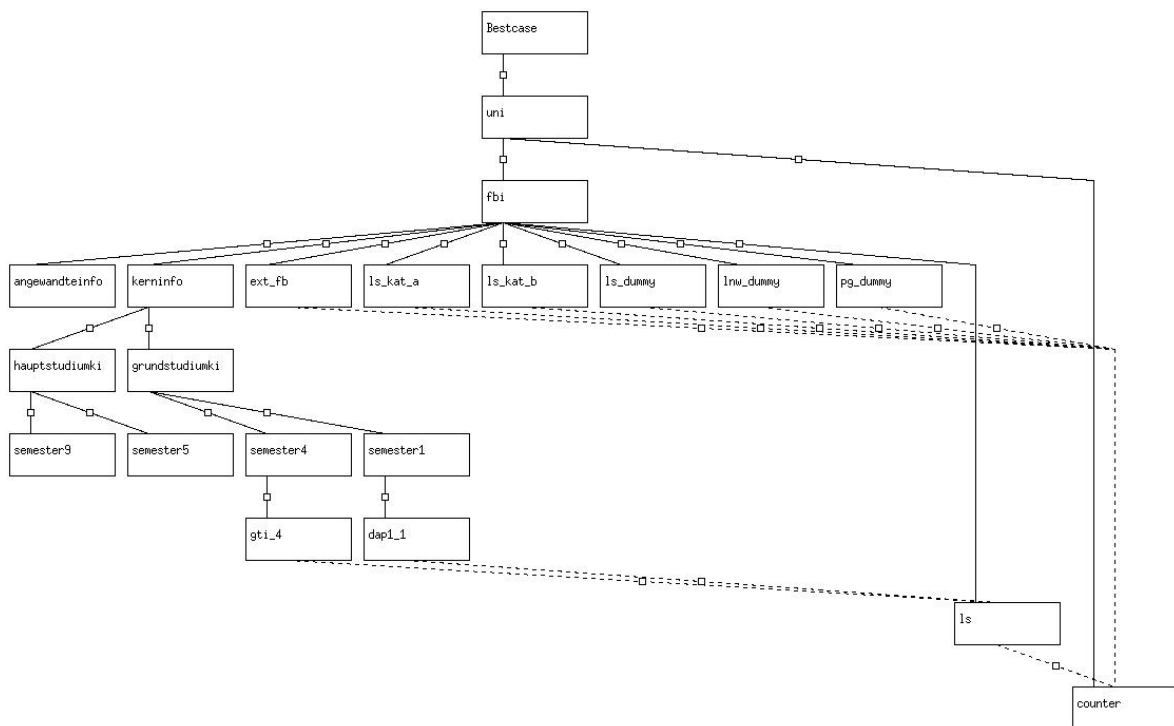 Bestcase
uni
fbi
angewandteinfo
kerninfo
ext_fb
ls_kat_a
ls_kat_b
ls_dummy
lnw_dummy
pg_dummy
hauptstudiumki
grundstudiumki
semester9
semester5
semester4
semester1
gti_4
dap1_1
ls
counter